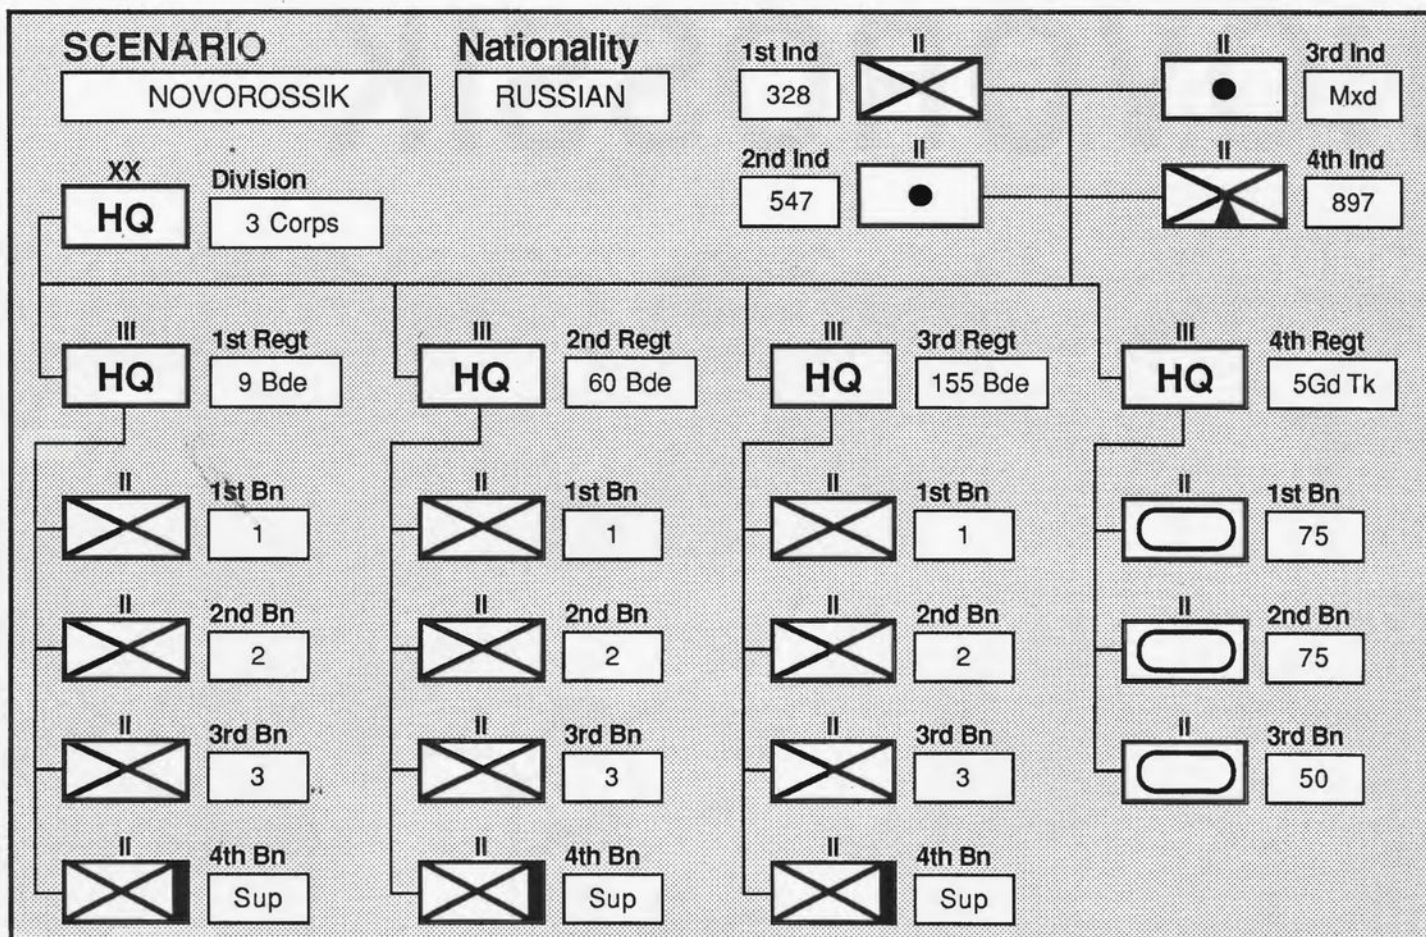 SCENARIO
NOVOROSSIK
Nationality
RUSSIAN
1st Ind
328
II
II
3rd Ind
Mxd
2nd Ind
547
II
II
4th Ind
897
XX
HQ
Division
3 Corps
III
HQ
1st Regt
9 Bde
III
HQ
2nd Regt
60 Bde
III
HQ
3rd Regt
155 Bde
III
HQ
4th Regt
5Gd Tk
II
1st Bn
1
II
1st Bn
1
II
1st Bn
1
II
1st Bn
75
II
2nd Bn
2
II
2nd Bn
2
II
2nd Bn
2
II
2nd Bn
75
II
3rd Bn
3
II
3rd Bn
3
II
3rd Bn
3
II
3rd Bn
50
II
4th Bn
Sup
II
4th Bn
Sup
II
4th Bn
Sup